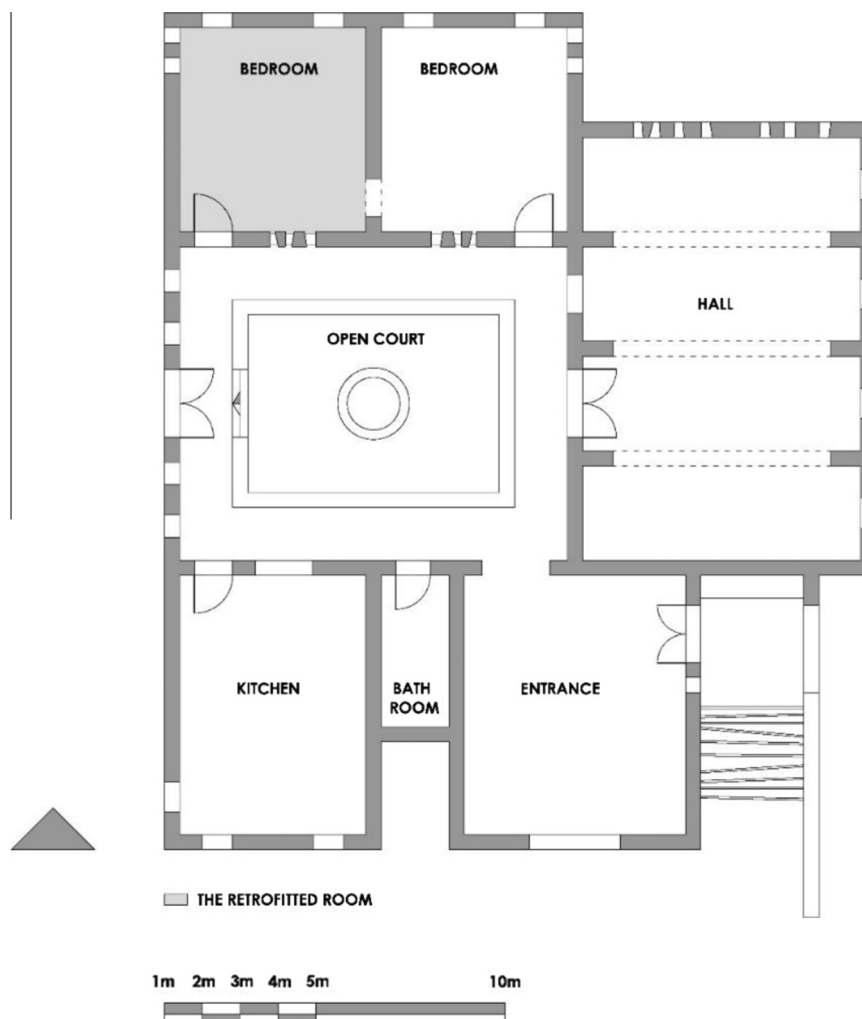 BEDROOM
BEDROOM
HALL
OPEN COURT
KITCHEN
BATH
ROOM
ENTRANCE
THE RETROFITTED ROOM
1m 2m 3m 4m 5m 10m